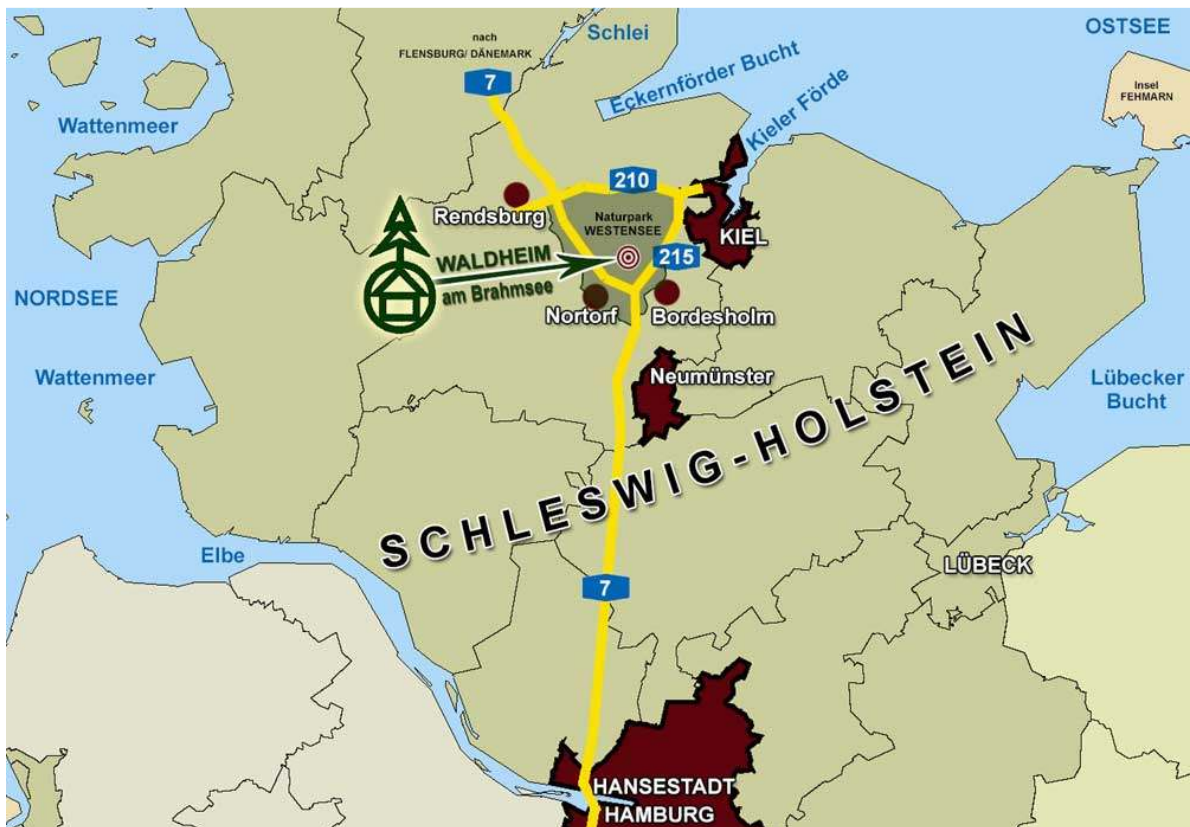 OSTSEE
nach
FLENSBURG/ DÄNEMARK
Schlei
7
Eckernförder Bucht
Insel
FEHMARN
Wattenmeer
Kieler Förde
210
Rendsburg
Naturpark
WESTENSEE
KIEL
WALDHEIM
am Brahmsee
215
NORDSEE
Nortorf
Bordesholm
Wattenmeer
Neumünster
Lübecker
Bucht
SCHLESWIG-HOLSTEIN
Elbe
LÜBECK
7
HANSESTADT
HAMBURG